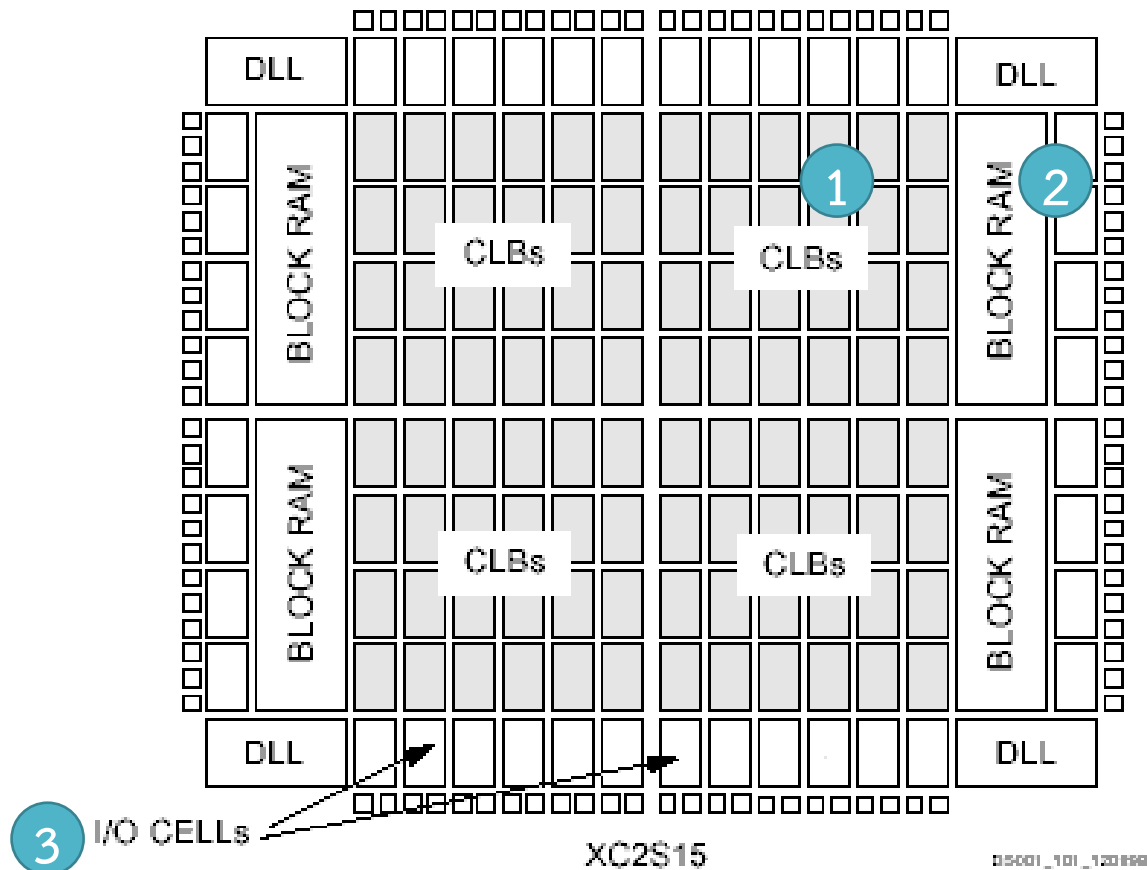 DLL
DLL
1
2
BLOCK RAM
CLBs
CLBs
BLOCK RAM
BLOCK RAM
CLBs
CLBs
BLOCK RAM
DLL
DLL
3
I/O CELLs
XC2S15